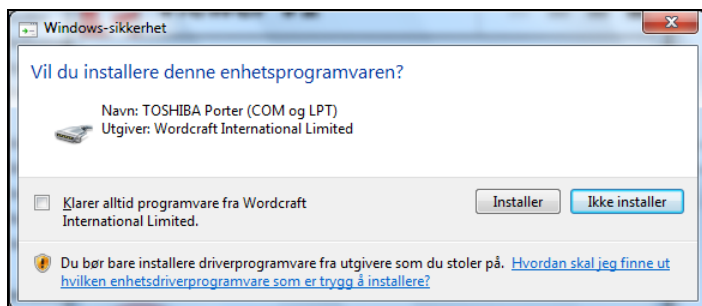 Windows-sikkerhet
Vil du installere denne enhetsprogramvaren?
Navn: TOSHIBA Porter (COM og LPT)
Utgiver: Wordcraft International Limited
Klarer alltid programvare fra Wordcraft
International Limited.
Installer
Ikke installer
Du bør bare installere driverprogramvare fra utgivere som du stoler på. Hvordan skal jeg finne ut
hvilken enhetsdriverprogramvare som er trygg å installere?